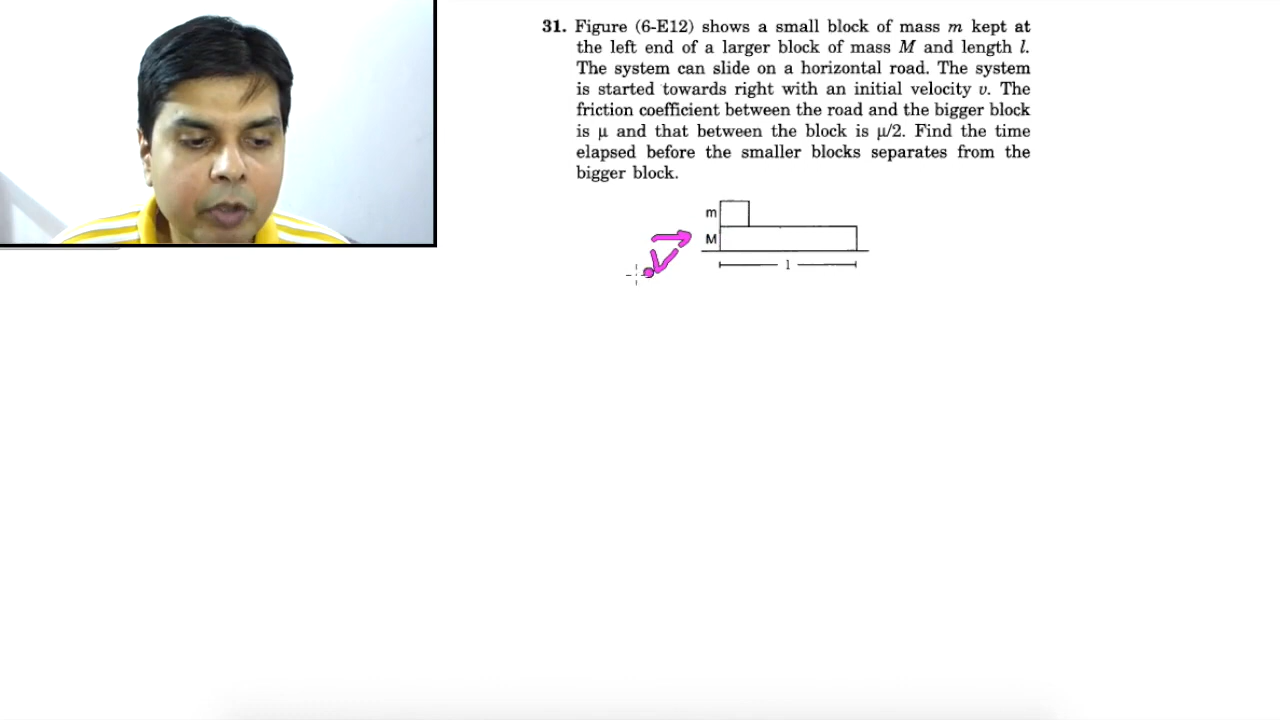 31. Figure (6-E12) shows a small block of mass m kept at
the left end of a larger block of mass M and length l.
The system can slide on a horizontal road. The system
is started towards right with an initial velocity v. The
friction coefficient between the road and the bigger block
is μ and that between the block is μ/2. Find the time
elapsed before the smaller blocks separates from the
bigger block.
m
M
V
l